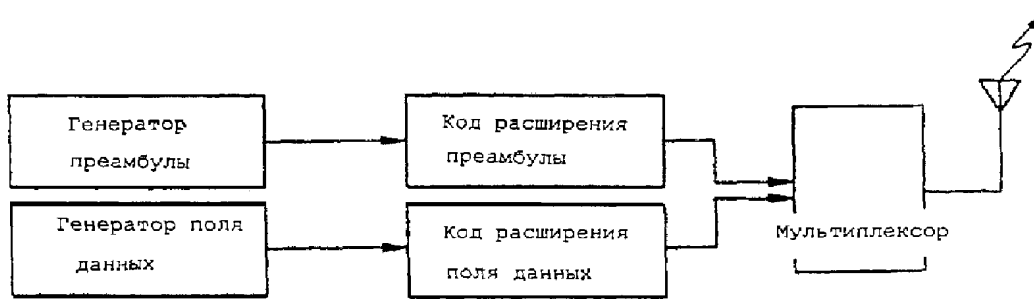 Генератор
преамбулы
Код расширения
преамбулы
Генератор поля
данных
Код расширения
поля данных
Мультиплексор